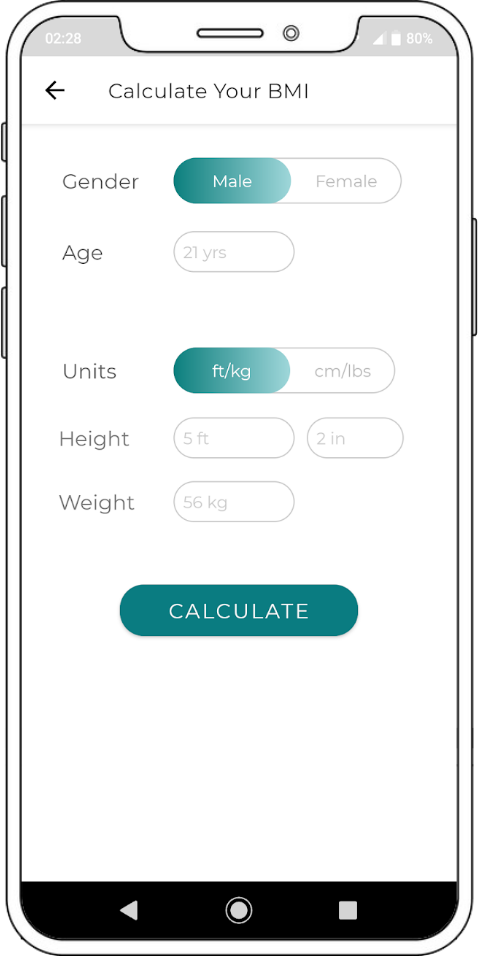 02:28 80%
Calculate Your BMI
Gender Male Female
Age 21 yrs
Units ft/kg cm/lbs
Height 5 ft 2 in
Weight 56 kg
CALCULATE